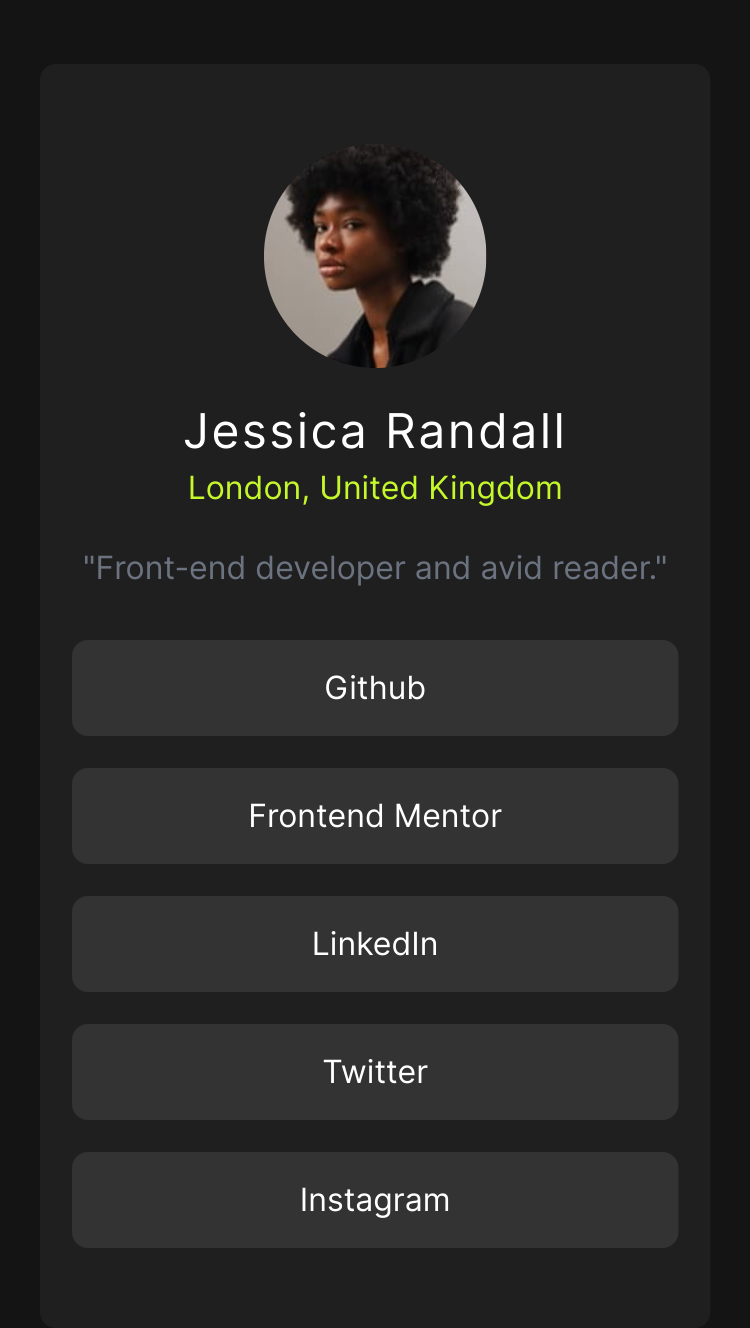 Jessica Randall
London, United Kingdom
"Front-end developer and avid reader."
Github
Frontend Mentor
LinkedIn
Twitter
Instagram